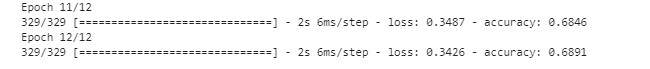 Epoch 11/12
329/329 [==============================] - 2s 6ms/step - loss: 0.3487 - accuracy: 0.6846
Epoch 12/12
329/329 [==============================] - 2s 6ms/step - loss: 0.3426 - accuracy: 0.6891